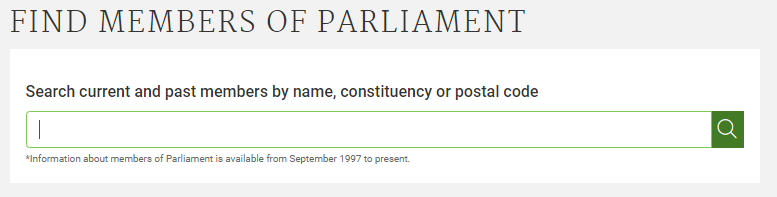 FIND MEMBERS OF PARLIAMENT
Search current and past members by name, constituency or postal code
*Information about members of Parliament is available from September 1997 to present.